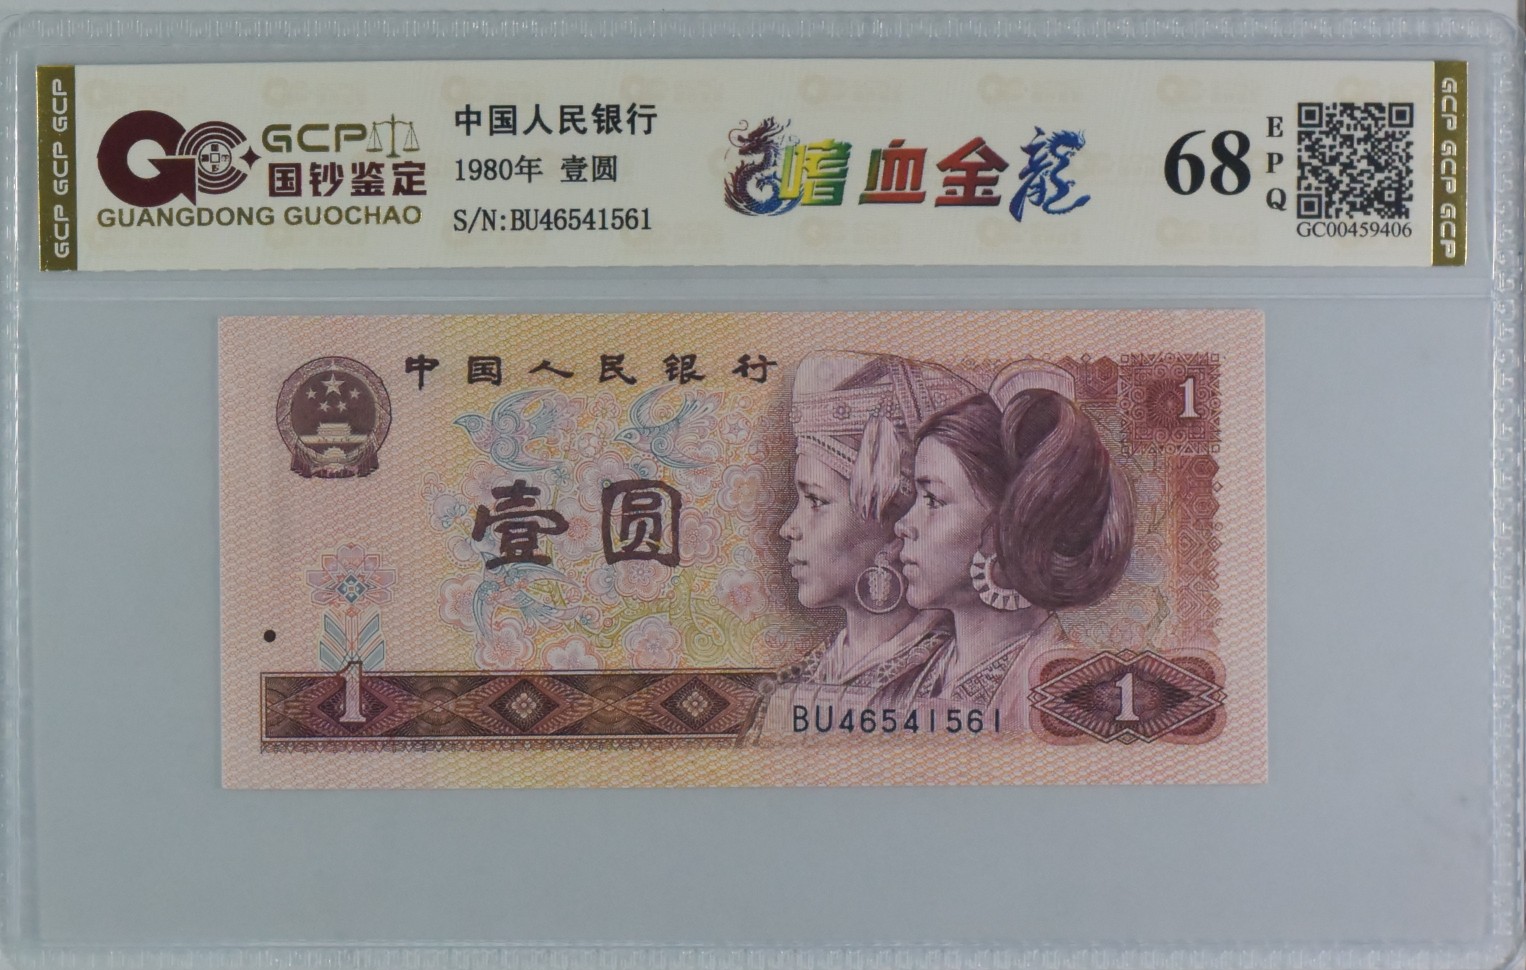 GCP GCP GCP
GCP
国钞鉴定
GUANGDONG GUOCHAO
中国人民银行
1980年 壹圆
S/N:BU46541561
嗜血金龍
68
EPQ
GC00459406
GCP GCP GCP
中国人民银行
1
壹圆
1
BU46541561
1